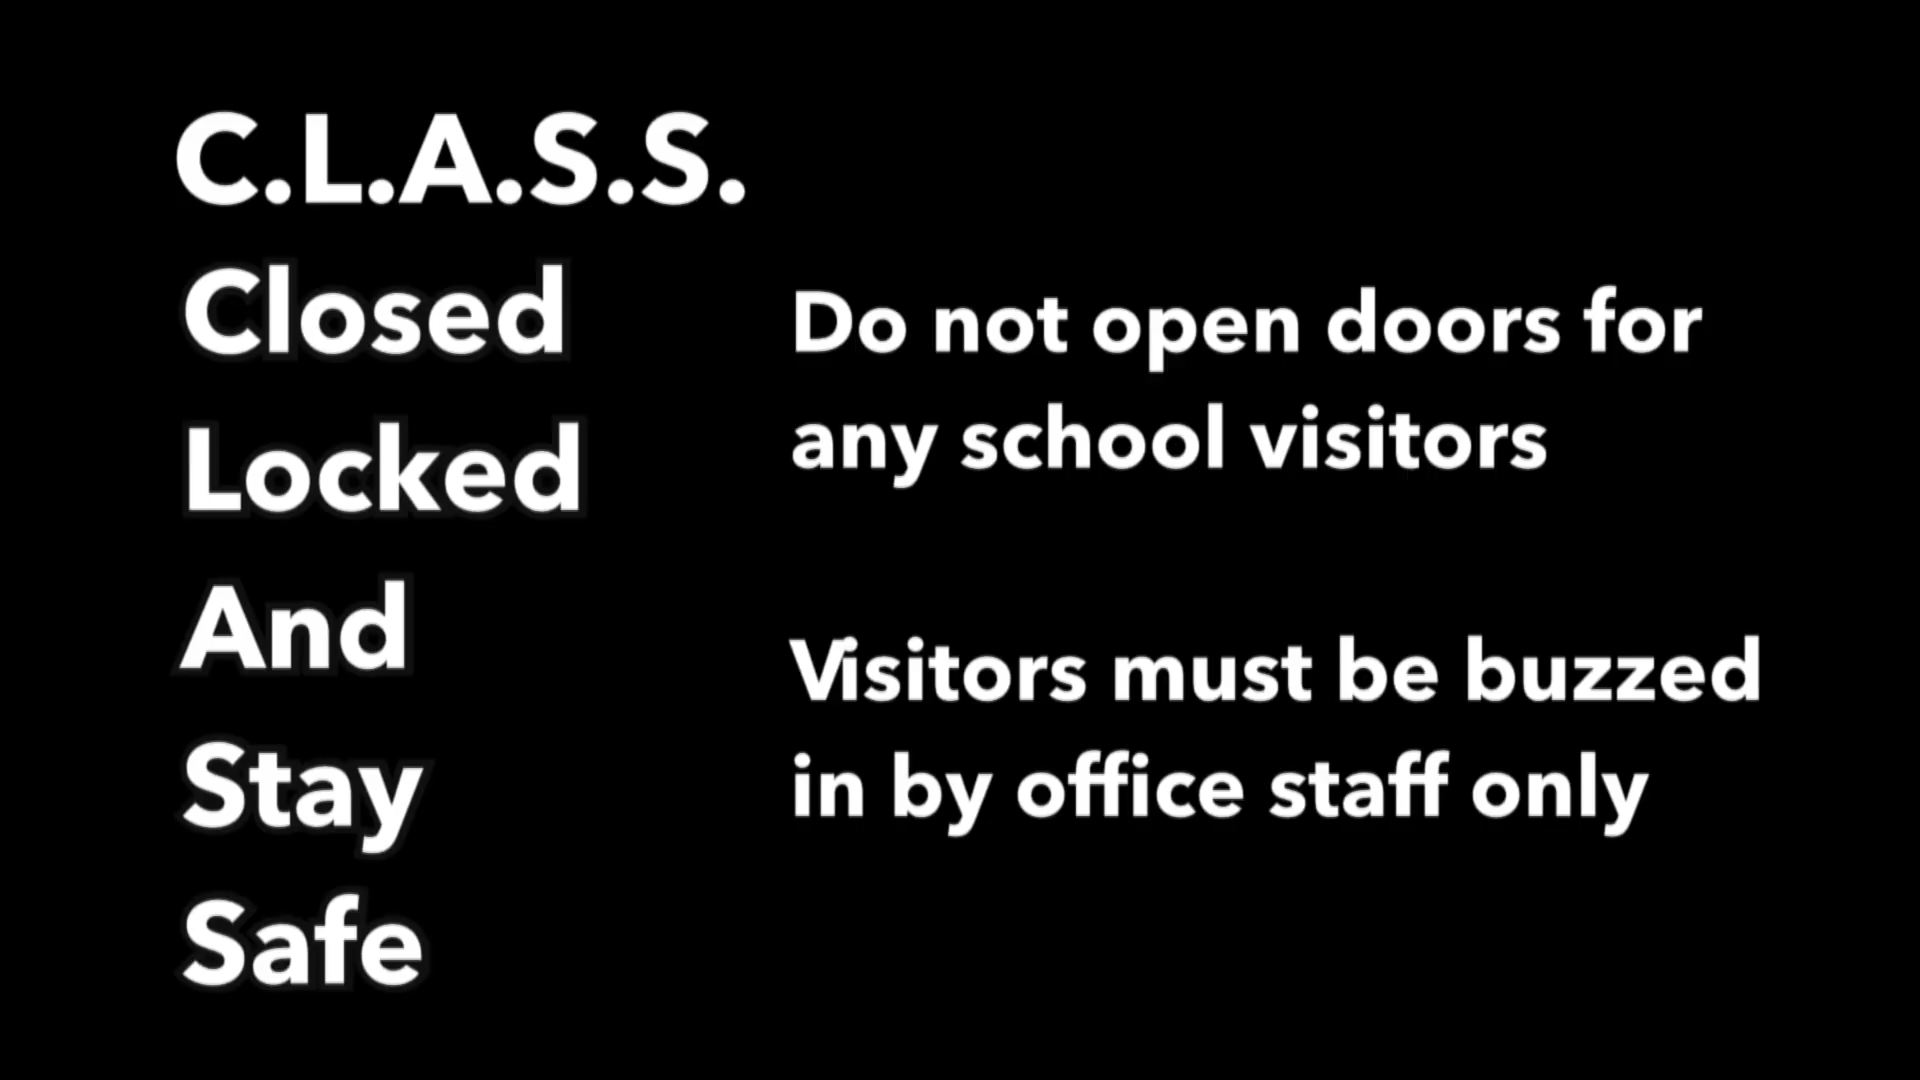 C.L.A.S.S.
Closed
Locked
And
Stay
Safe
Do not open doors for
any school visitors
Visitors must be buzzed
in by office staff only